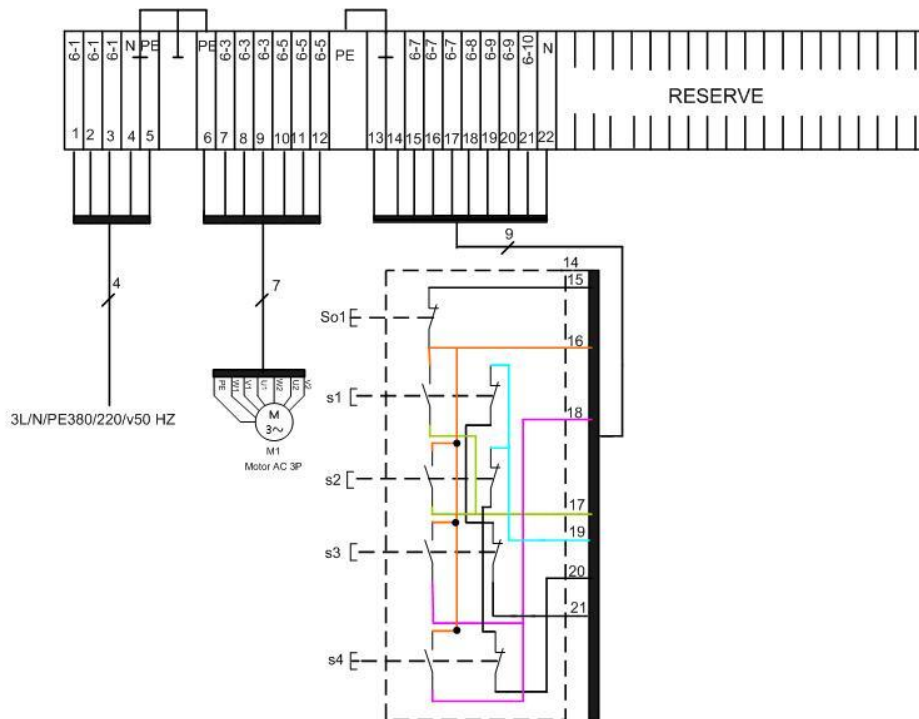 6-1 6-1 6-1 N PE PE 6-3 6-3 6-3 6-5 6-5 6-5 PE 6-7 6-7 6-7 6-8 6-9 6-9 6-10 N
RESERVE
1 2 3 4 5 6 7 8 9 10 11 12 13 14 15 16 17 18 19 20 21 22
9
14
4
7
15
So1
16
PE W1 V1 U1 W2 U2 V2
s1
M
3~
18
3L/N/PE380/220/v50 HZ
M1
Motor AC 3P
s2
17
19
s3
20
21
s4